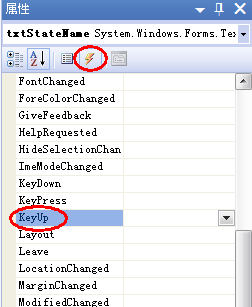 属性
txtStateName System.Windows.Forms.Te:
FontChanged
ForeColorChanged
GiveFeedback
HelpRequested
HideSelectionChan
ImeModeChanged
KeyDown
KeyPress
KeyUp
Layout
Leave
LocationChanged
MarginChanged
ModifiedChanged